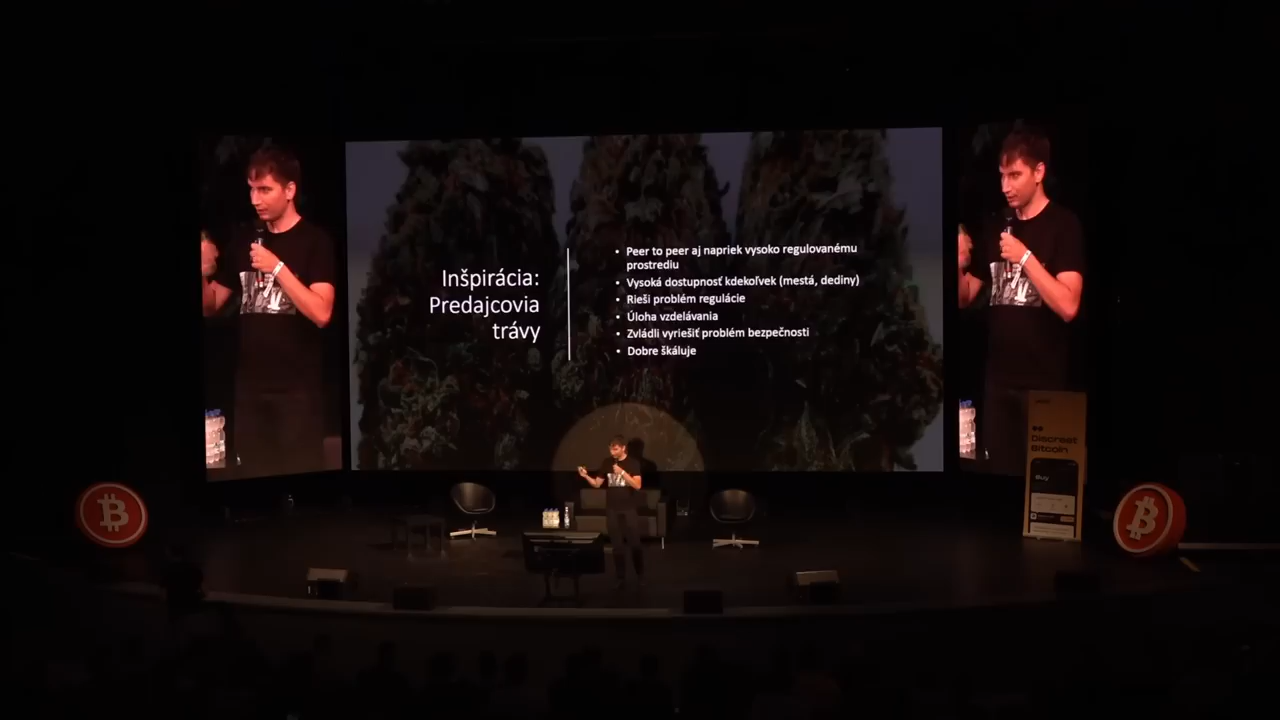 Inšpirácia:
Predajcovia
trávy
• Peer to peer aj napriek vysoko regulovanému
prostrediu
• Vysoká dostupnosť kdekoľvek (mestá, dediny)
• Rieši problém regulácie
• Úloha vzdelávania
• Zvládli vyriešiť problém bezpečnosti
• Dobre škáluje
Discreet
Bitcoin
Buy